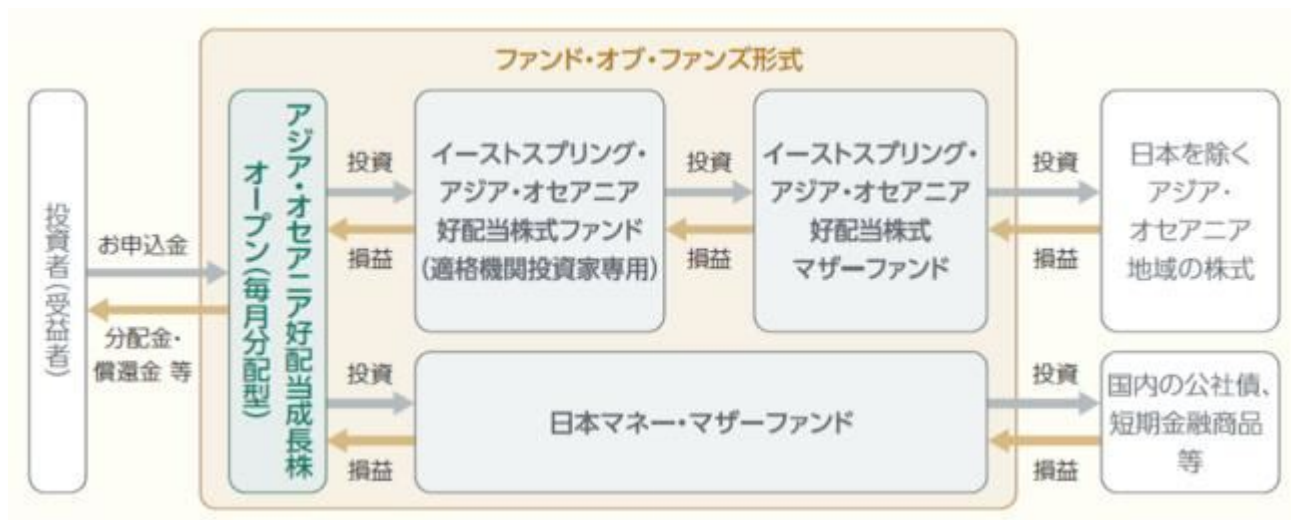 ファンド・オブ・ファンズ形式
投資者(受益者)
お申込金
分配金・
償還金 等
アジア・オセアニア好配当成長株
オープン(毎月分配型)
投資
損益
イーストスプリング・
アジア・オセアニア
好配当株式ファンド
(適格機関投資家専用)
投資
損益
イーストスプリング・
アジア・オセアニア
好配当株式
マザーファンド
投資
損益
日本を除く
アジア・
オセアニア
地域の株式
投資
損益
日本マネー・マザーファンド
投資
損益
国内の公社債、
短期金融商品
等